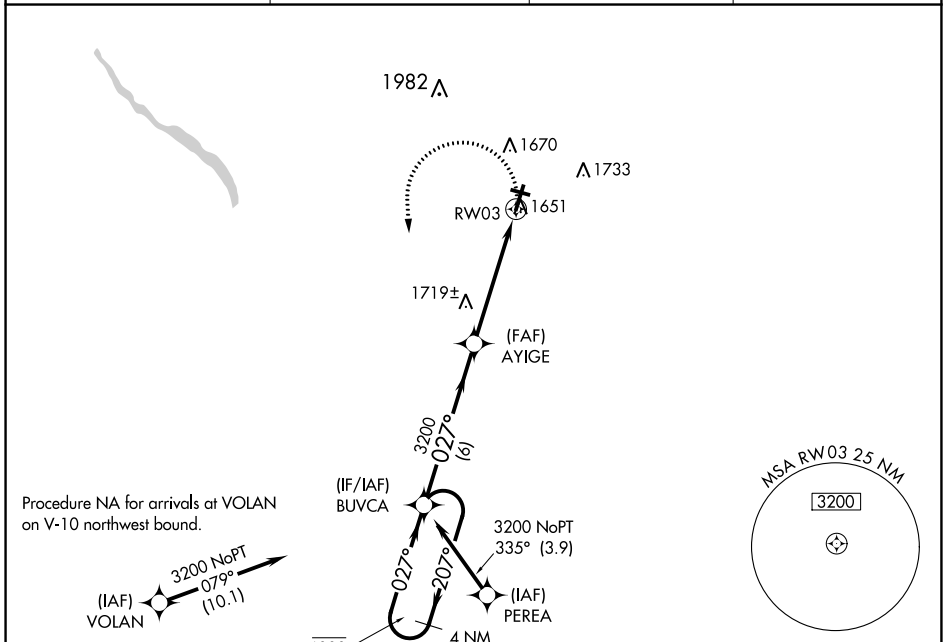 1982
1670
1733
1651
RW03
1719±
(FAF)
AYIGE
3200
027°
(6)
MSA RW03 25 NM
3200
(IF/IAF)
BUVCA
Procedure NA for arrivals at VOLAN
on V-10 northwest bound.
3200 NoPT
335° (3.9)
3200 NoPT
079°
(10.1)
027°
207°
(IAF)
VOLAN
(IAF)
PEREA
4 NM